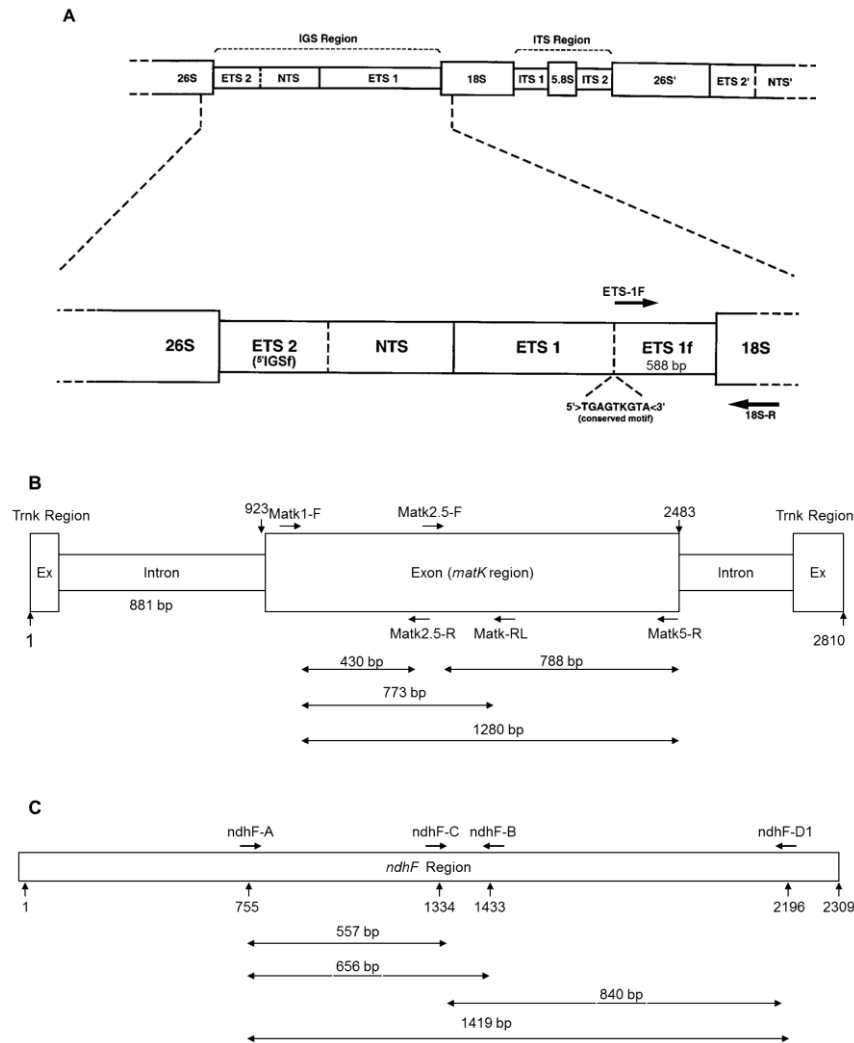 A
IGS Region
ITS Region
26S
ETS 2
NTS
ETS 1
18S
ITS 1
5.8S
ITS 2
26S'
ETS 2'
NTS'
ETS-1F
26S
ETS 2
(5'IGSf)
NTS
ETS 1
ETS 1f
588 bp
18S
5'>TGAGTKGTA<3'
(conserved motif)
18S-R
B
Trnk Region
923
Matk1-F
Matk2.5-F
2483
Trnk Region
Ex
Intron
Exon (matK region)
Intron
Ex
881 bp
1
Matk2.5-R
Matk-RL
Matk5-R
2810
430 bp
788 bp
773 bp
1280 bp
C
ndhF-A
ndhF-C
ndhF-B
ndhF-D1
ndhF Region
1
755
1334
1433
2196
2309
557 bp
656 bp
840 bp
1419 bp